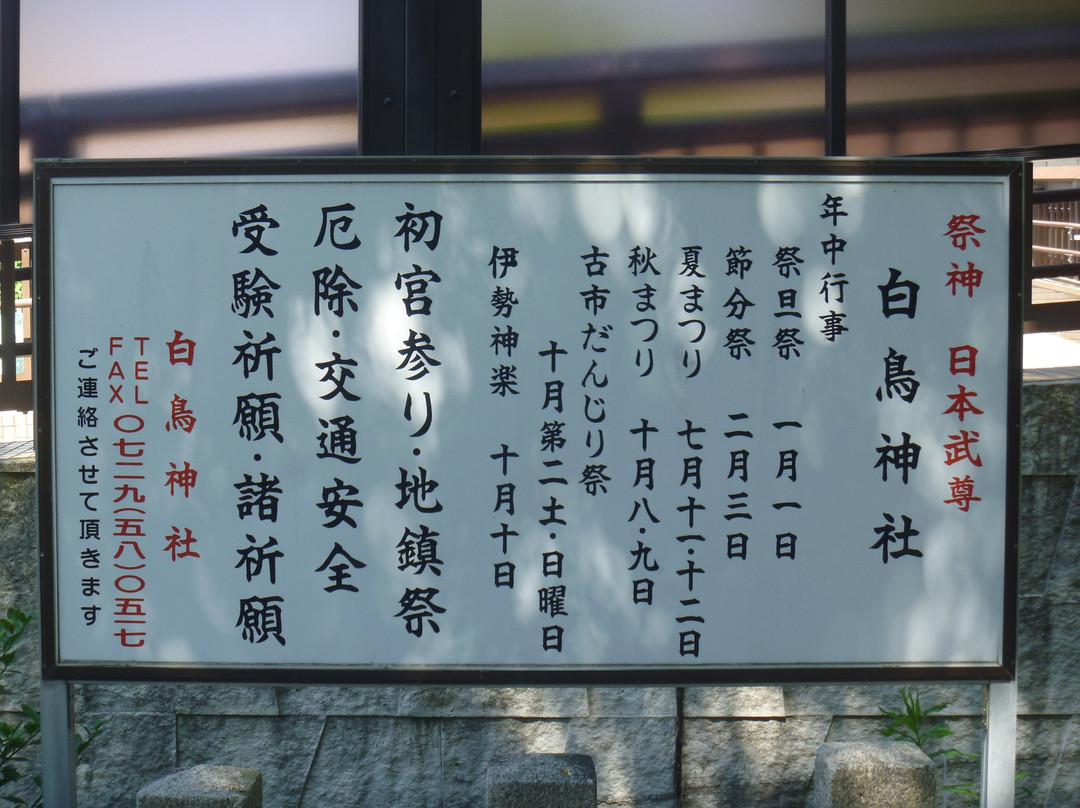 祭神 日本武尊
白鳥神社
年中行事
祭旦祭 一月一日
節分祭 二月三日
夏まつり 七月十一・十二日
秋まつり 十月八・九日
古市だんじり祭
十月第二土・日曜日
伊勢神楽 十月十日
初宮参り・地鎮祭
厄除・交通安全
受験祈願・諸祈願
白鳥神社
TEL
FAX 〇七二九(五八)〇五一七
ご連絡させて頂きます